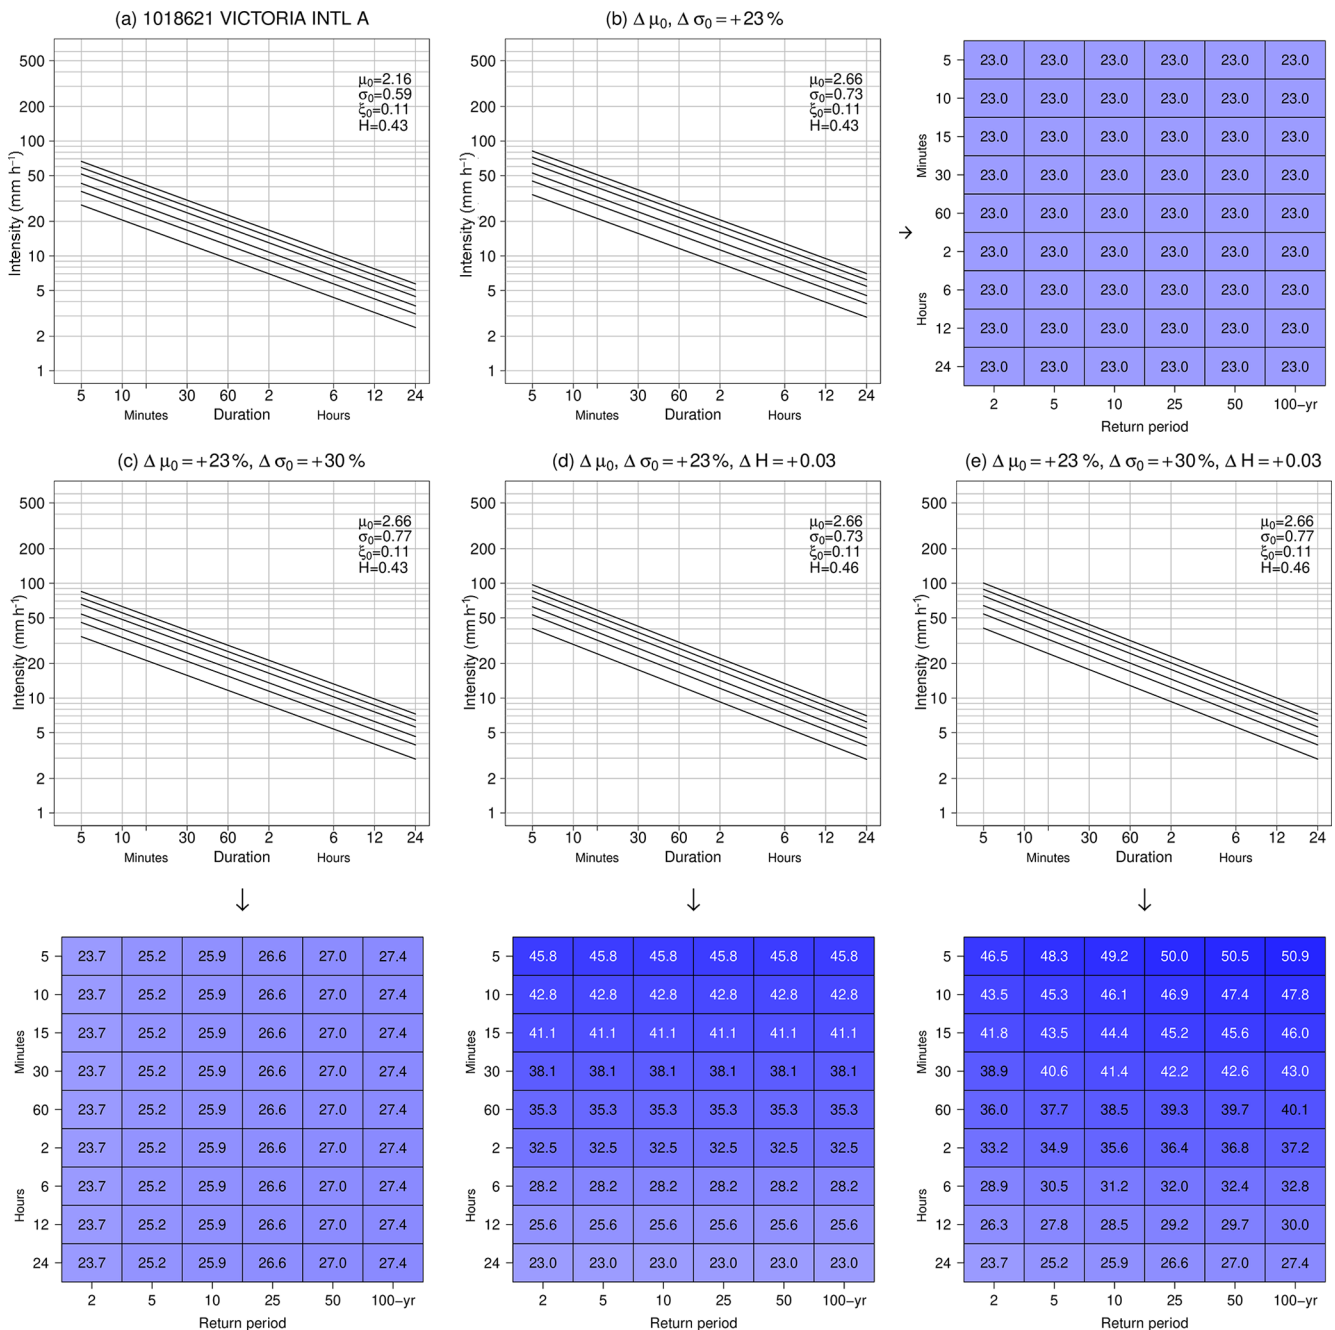 (a) 1018621 VICTORIA INTL A
500
200
100
50
20
10
5
2
1
Intensity (mm h⁻¹)
μ₀=2.16
σ₀=0.59
ξ₀=0.11
H=0.43
5 10 30 60 2 6 12 24
Minutes Duration Hours
(b) Δ μ₀, Δ σ₀ = +23 %
500
200
100
50
20
10
5
2
1
Intensity (mm h⁻¹)
μ₀=2.66
σ₀=0.73
ξ₀=0.11
H=0.43
5 10 30 60 2 6 12 24
Minutes Duration Hours
→
Minutes
Hours
5 23.0 23.0 23.0 23.0 23.0 23.0
10 23.0 23.0 23.0 23.0 23.0 23.0
15 23.0 23.0 23.0 23.0 23.0 23.0
30 23.0 23.0 23.0 23.0 23.0 23.0
60 23.0 23.0 23.0 23.0 23.0 23.0
2 23.0 23.0 23.0 23.0 23.0 23.0
6 23.0 23.0 23.0 23.0 23.0 23.0
12 23.0 23.0 23.0 23.0 23.0 23.0
24 23.0 23.0 23.0 23.0 23.0 23.0
2 5 10 25 50 100−yr
Return period
(c) Δ μ₀ = +23 %, Δ σ₀ = +30 %
500
200
100
50
20
10
5
2
1
Intensity (mm h⁻¹)
μ₀=2.66
σ₀=0.77
ξ₀=0.11
H=0.43
5 10 30 60 2 6 12 24
Minutes Duration Hours
(d) Δ μ₀, Δ σ₀ = +23%, Δ H = +0.03
500
200
100
50
20
10
5
2
1
Intensity (mm h⁻¹)
μ₀=2.66
σ₀=0.73
ξ₀=0.11
H=0.46
5 10 30 60 2 6 12 24
Minutes Duration Hours
(e) Δ μ₀ = +23 %, Δ σ₀ = +30%, Δ H = +0.03
500
200
100
50
20
10
5
2
1
Intensity (mm h⁻¹)
μ₀=2.66
σ₀=0.77
ξ₀=0.11
H=0.46
5 10 30 60 2 6 12 24
Minutes Duration Hours
↓ ↓ ↓
Minutes
Hours
5 23.7 25.2 25.9 26.6 27.0 27.4
10 23.7 25.2 25.9 26.6 27.0 27.4
15 23.7 25.2 25.9 26.6 27.0 27.4
30 23.7 25.2 25.9 26.6 27.0 27.4
60 23.7 25.2 25.9 26.6 27.0 27.4
2 23.7 25.2 25.9 26.6 27.0 27.4
6 23.7 25.2 25.9 26.6 27.0 27.4
12 23.7 25.2 25.9 26.6 27.0 27.4
24 23.7 25.2 25.9 26.6 27.0 27.4
2 5 10 25 50 100−yr
Return period
Minutes
Hours
5 45.8 45.8 45.8 45.8 45.8 45.8
10 42.8 42.8 42.8 42.8 42.8 42.8
15 41.1 41.1 41.1 41.1 41.1 41.1
30 38.1 38.1 38.1 38.1 38.1 38.1
60 35.3 35.3 35.3 35.3 35.3 35.3
2 32.5 32.5 32.5 32.5 32.5 32.5
6 28.2 28.2 28.2 28.2 28.2 28.2
12 25.6 25.6 25.6 25.6 25.6 25.6
24 23.0 23.0 23.0 23.0 23.0 23.0
2 5 10 25 50 100−yr
Return period
Minutes
Hours
5 46.5 48.3 49.2 50.0 50.5 50.9
10 43.5 45.3 46.1 46.9 47.4 47.8
15 41.8 43.5 44.4 45.2 45.6 46.0
30 38.9 40.6 41.4 42.2 42.6 43.0
60 36.0 37.7 38.5 39.3 39.7 40.1
2 33.2 34.9 35.6 36.4 36.8 37.2
6 28.9 30.5 31.2 32.0 32.4 32.8
12 26.3 27.8 28.5 29.2 29.7 30.0
24 23.7 25.2 25.9 26.6 27.0 27.4
2 5 10 25 50 100−yr
Return period